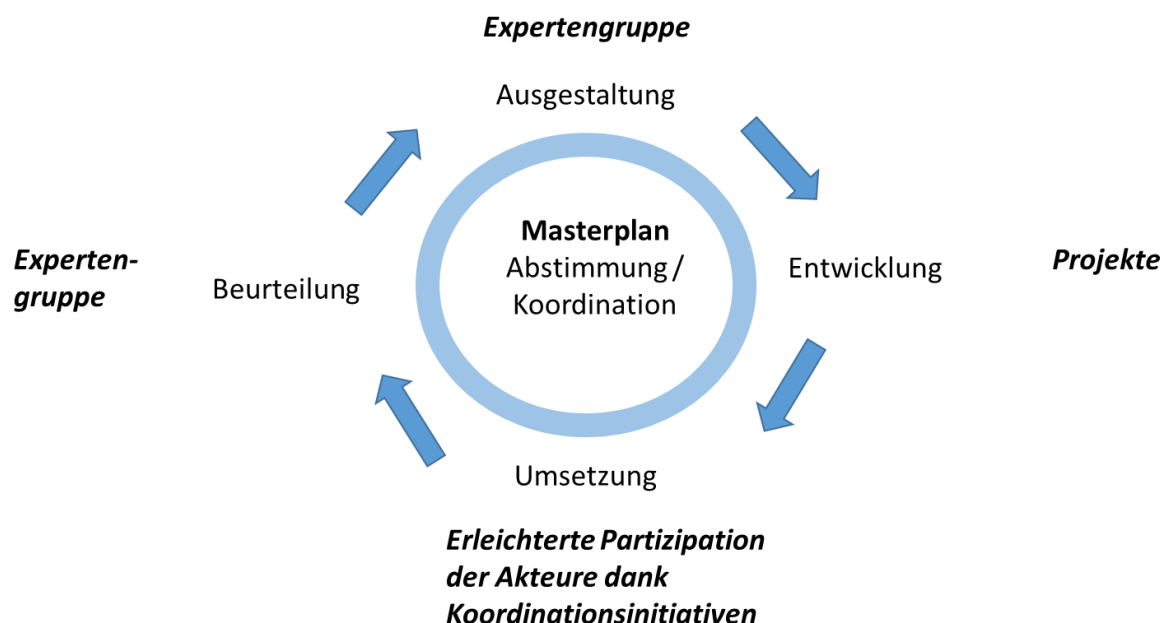 Expertengruppe
Ausgestaltung
Masterplan
Abstimmung /
Koordination
Entwicklung
Projekte
Experten-
gruppe
Beurteilung
Umsetzung
Erleichterte Partizipation
der Akteure dank
Koordinationsinitiativen